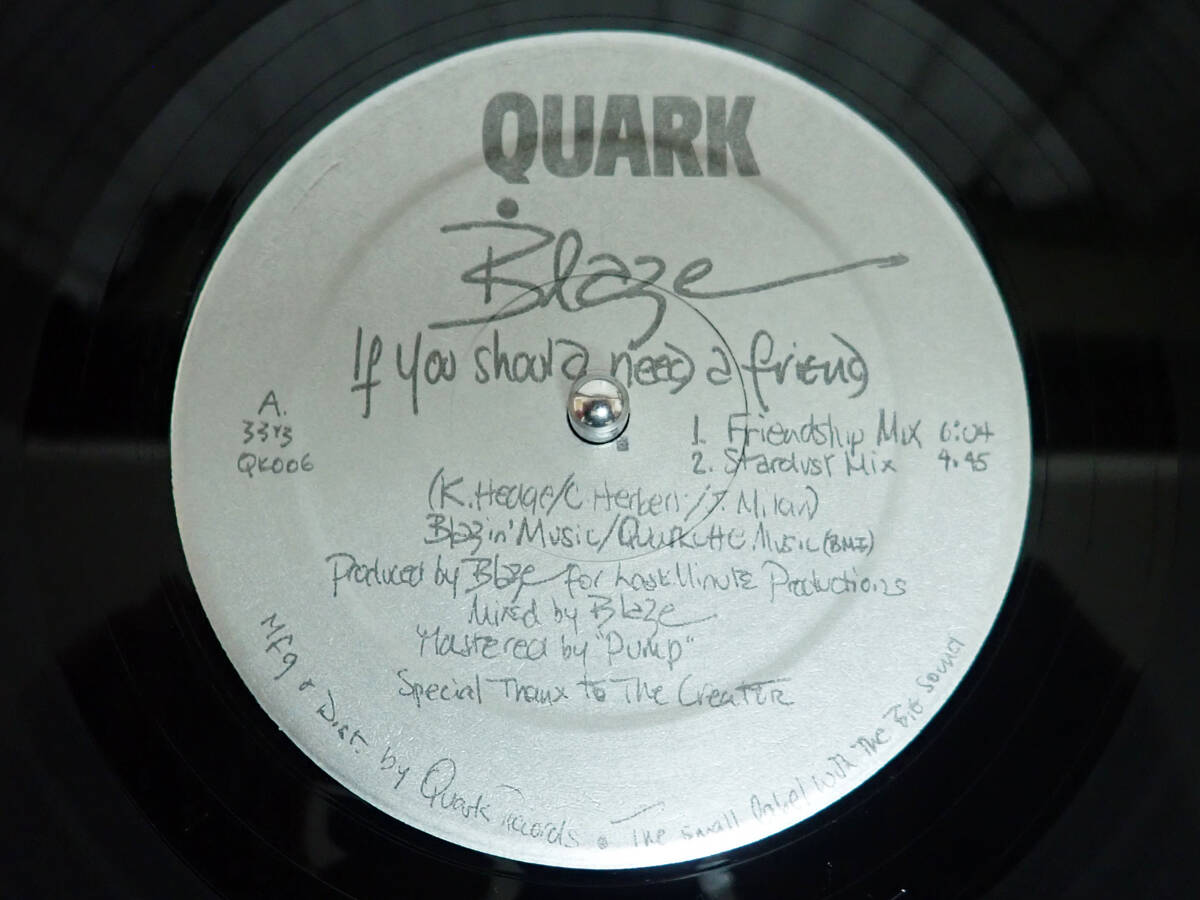 QUARK
Blaze
If you should need a friend
A.
33⅓
QK006
1. Friendship Mix 6:04
2. Stardust Mix 4.45
(K. Hedge/C. Herbert/J. Milan)
Blazin' Music/Quarkette Music (BMI)
Produced by Blaze for Last Minute Productions
Mixed by Blaze
Mastered by "Pump"
Special Thanx to The Creator
Mfg & Dist. by Quark Records • The small label with The Big Sound